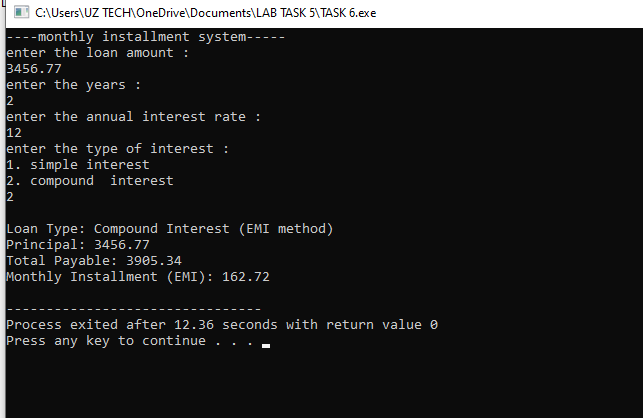 C:\Users\UZ TECH\OneDrive\Documents\LAB TASK 5\TASK 6.exe
----monthly installment system-----
enter the loan amount :
3456.77
enter the years :
2
enter the annual interest rate :
12
enter the type of interest :
1. simple interest
2. compound  interest
2

Loan Type: Compound Interest (EMI method)
Principal: 3456.77
Total Payable: 3905.34
Monthly Installment (EMI): 162.72

--------------------------------
Process exited after 12.36 seconds with return value 0
Press any key to continue . . .